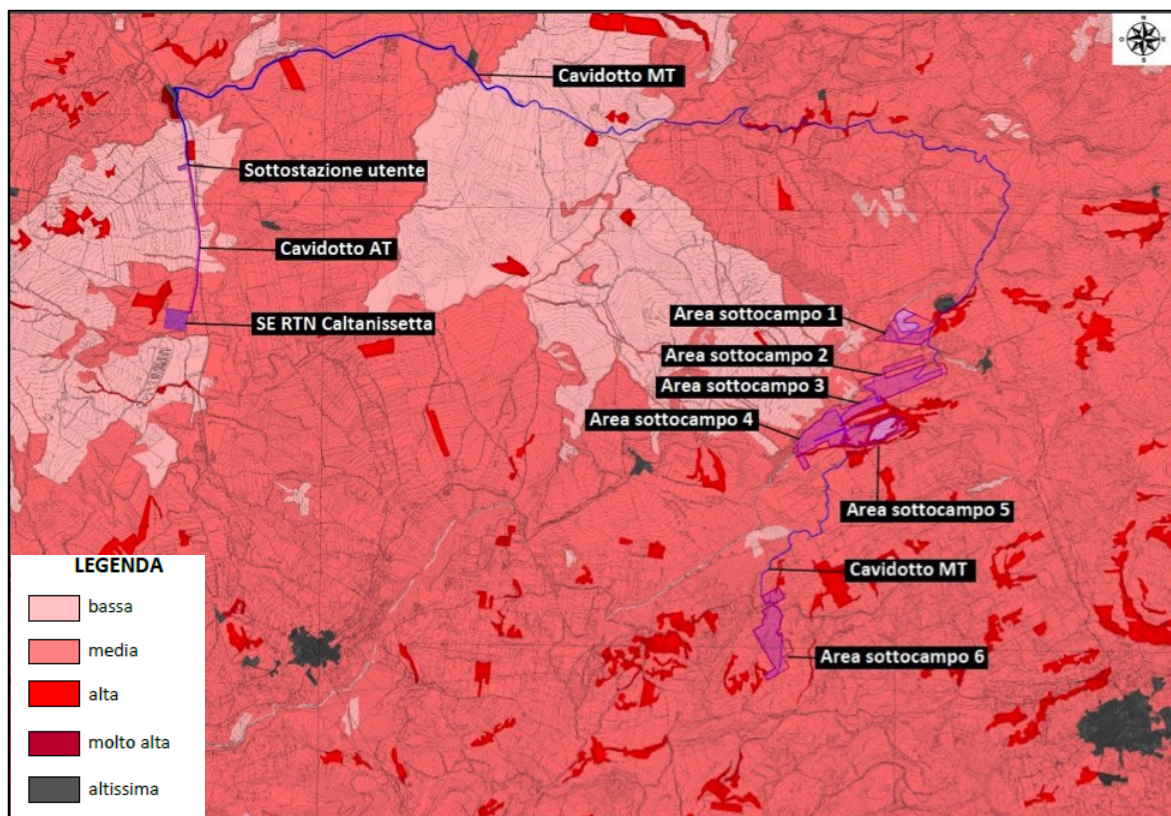 N
O E
S
Cavidotto MT
Sottostazione utente
Cavidotto AT
SE RTN Caltanissetta
Area sottocampo 1
Area sottocampo 2
Area sottocampo 3
Area sottocampo 4
Area sottocampo 5
Cavidotto MT
Area sottocampo 6
LEGENDA
bassa
media
alta
molto alta
altissima